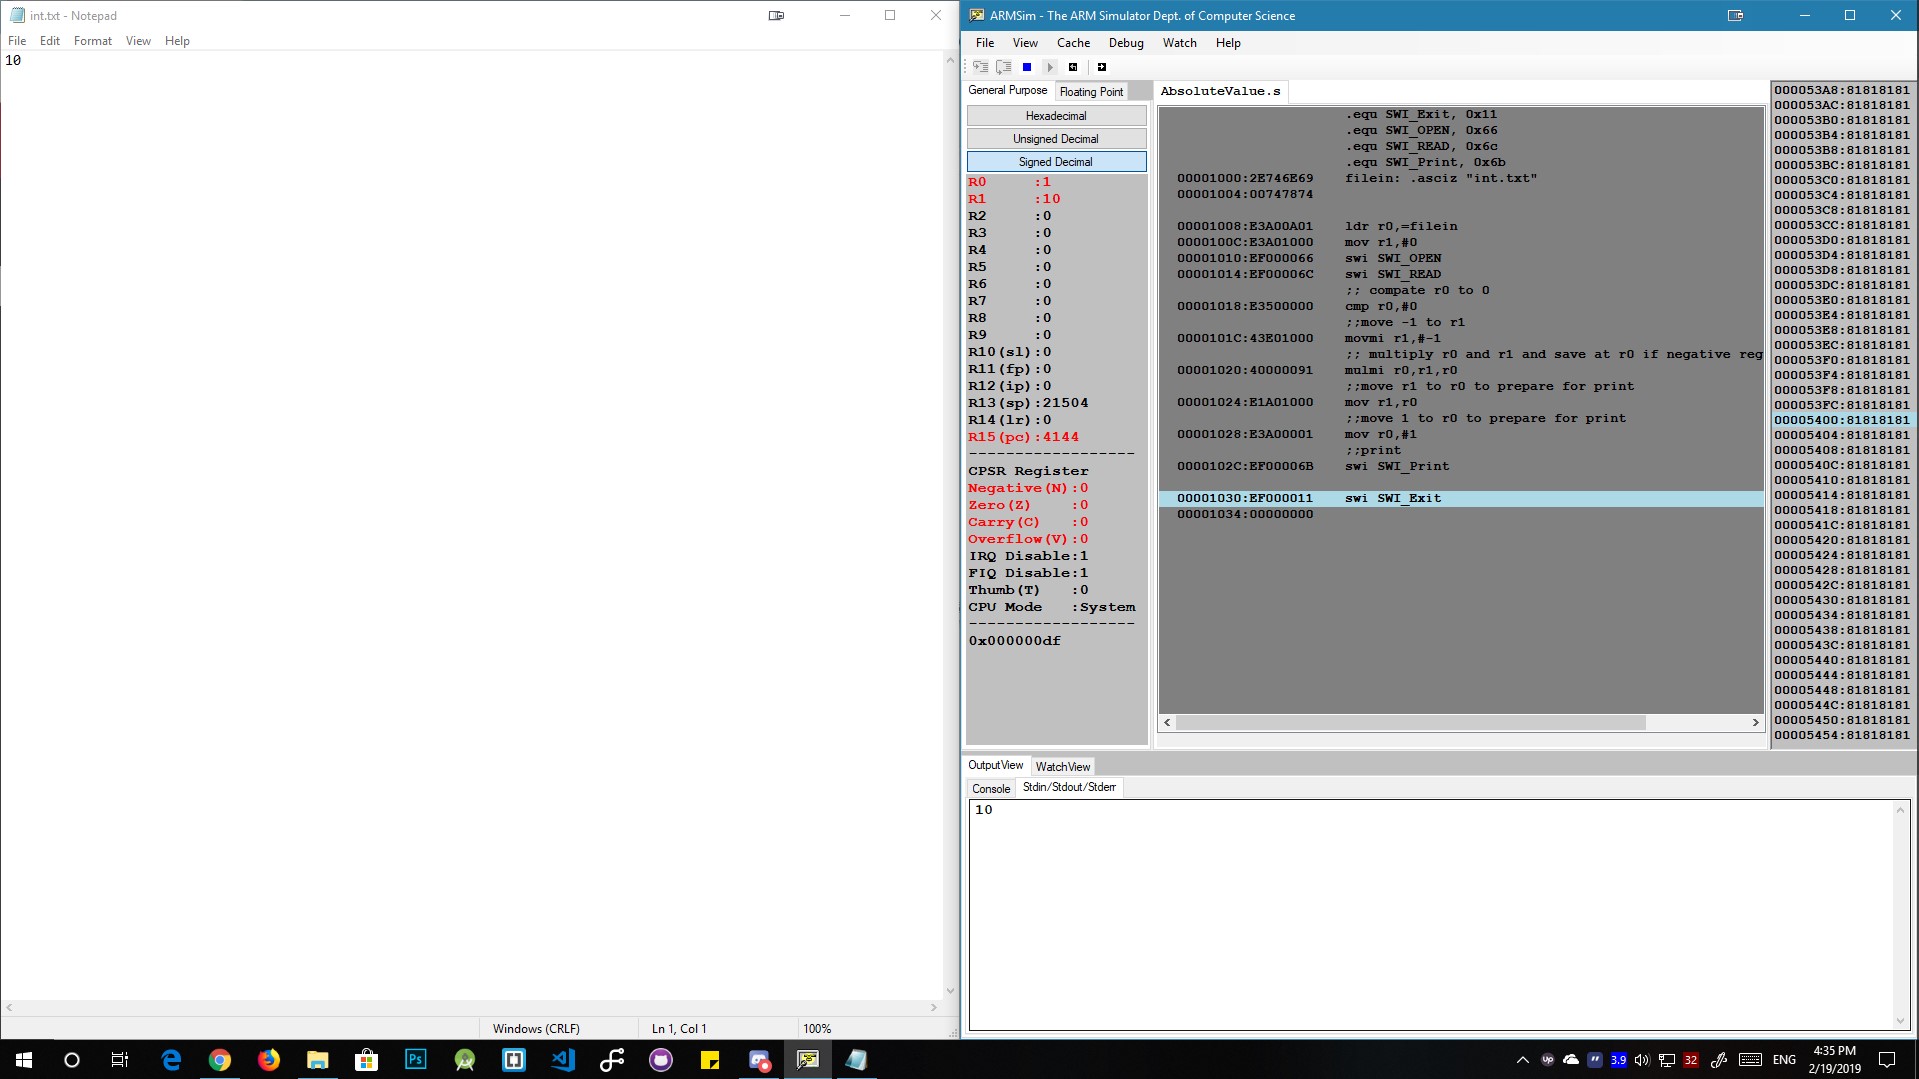 int.txt - Notepad
File Edit Format View Help
10
Windows (CRLF) Ln 1, Col 1 100%
ARMSim - The ARM Simulator Dept. of Computer Science
File View Cache Debug Watch Help
General Purpose Floating Point
Hexadecimal
Unsigned Decimal
Signed Decimal
R0 :1
R1 :10
R2 :0
R3 :0
R4 :0
R5 :0
R6 :0
R7 :0
R8 :0
R9 :0
R10(sl):0
R11(fp):0
R12(ip):0
R13(sp):21504
R14(lr):0
R15(pc):4144
------------------
CPSR Register
Negative(N):0
Zero(Z) :0
Carry(C) :0
Overflow(V):0
IRQ Disable:1
FIQ Disable:1
Thumb(T) :0
CPU Mode :System
------------------
0x000000df
AbsoluteValue.s
.equ SWI_Exit, 0x11
.equ SWI_OPEN, 0x66
.equ SWI_READ, 0x6c
.equ SWI_Print, 0x6b
00001000:2E746E69 filein: .asciz "int.txt"
00001004:00747874
00001008:E3A00A01 ldr r0,=filein
0000100C:E3A01000 mov r1,#0
00001010:EF000066 swi SWI_OPEN
00001014:EF00006C swi SWI_READ
;; compate r0 to 0
00001018:E3500000 cmp r0,#0
;;move -1 to r1
0000101C:43E01000 movmi r1,#-1
;; multiply r0 and r1 and save at r0 if negative reg
00001020:40000091 mulmi r0,r1,r0
;;move r1 to r0 to prepare for print
00001024:E1A01000 mov r1,r0
;;move 1 to r0 to prepare for print
00001028:E3A00001 mov r0,#1
;;print
0000102C:EF00006B swi SWI_Print
00001030:EF000011 swi SWI_Exit
00001034:00000000
000053A8:81818181
000053AC:81818181
000053B0:81818181
000053B4:81818181
000053B8:81818181
000053BC:81818181
000053C0:81818181
000053C4:81818181
000053C8:81818181
000053CC:81818181
000053D0:81818181
000053D4:81818181
000053D8:81818181
000053DC:81818181
000053E0:81818181
000053E4:81818181
000053E8:81818181
000053EC:81818181
000053F0:81818181
000053F4:81818181
000053F8:81818181
000053FC:81818181
00005400:81818181
00005404:81818181
00005408:81818181
0000540C:81818181
00005410:81818181
00005414:81818181
00005418:81818181
0000541C:81818181
00005420:81818181
00005424:81818181
00005428:81818181
0000542C:81818181
00005430:81818181
00005434:81818181
00005438:81818181
0000543C:81818181
00005440:81818181
00005444:81818181
00005448:81818181
0000544C:81818181
00005450:81818181
00005454:81818181
OutputView WatchView
Console Stdin/Stdout/Stderr
10
Ps
UP 3.9 32 ENG 4:35 PM
2/19/2019